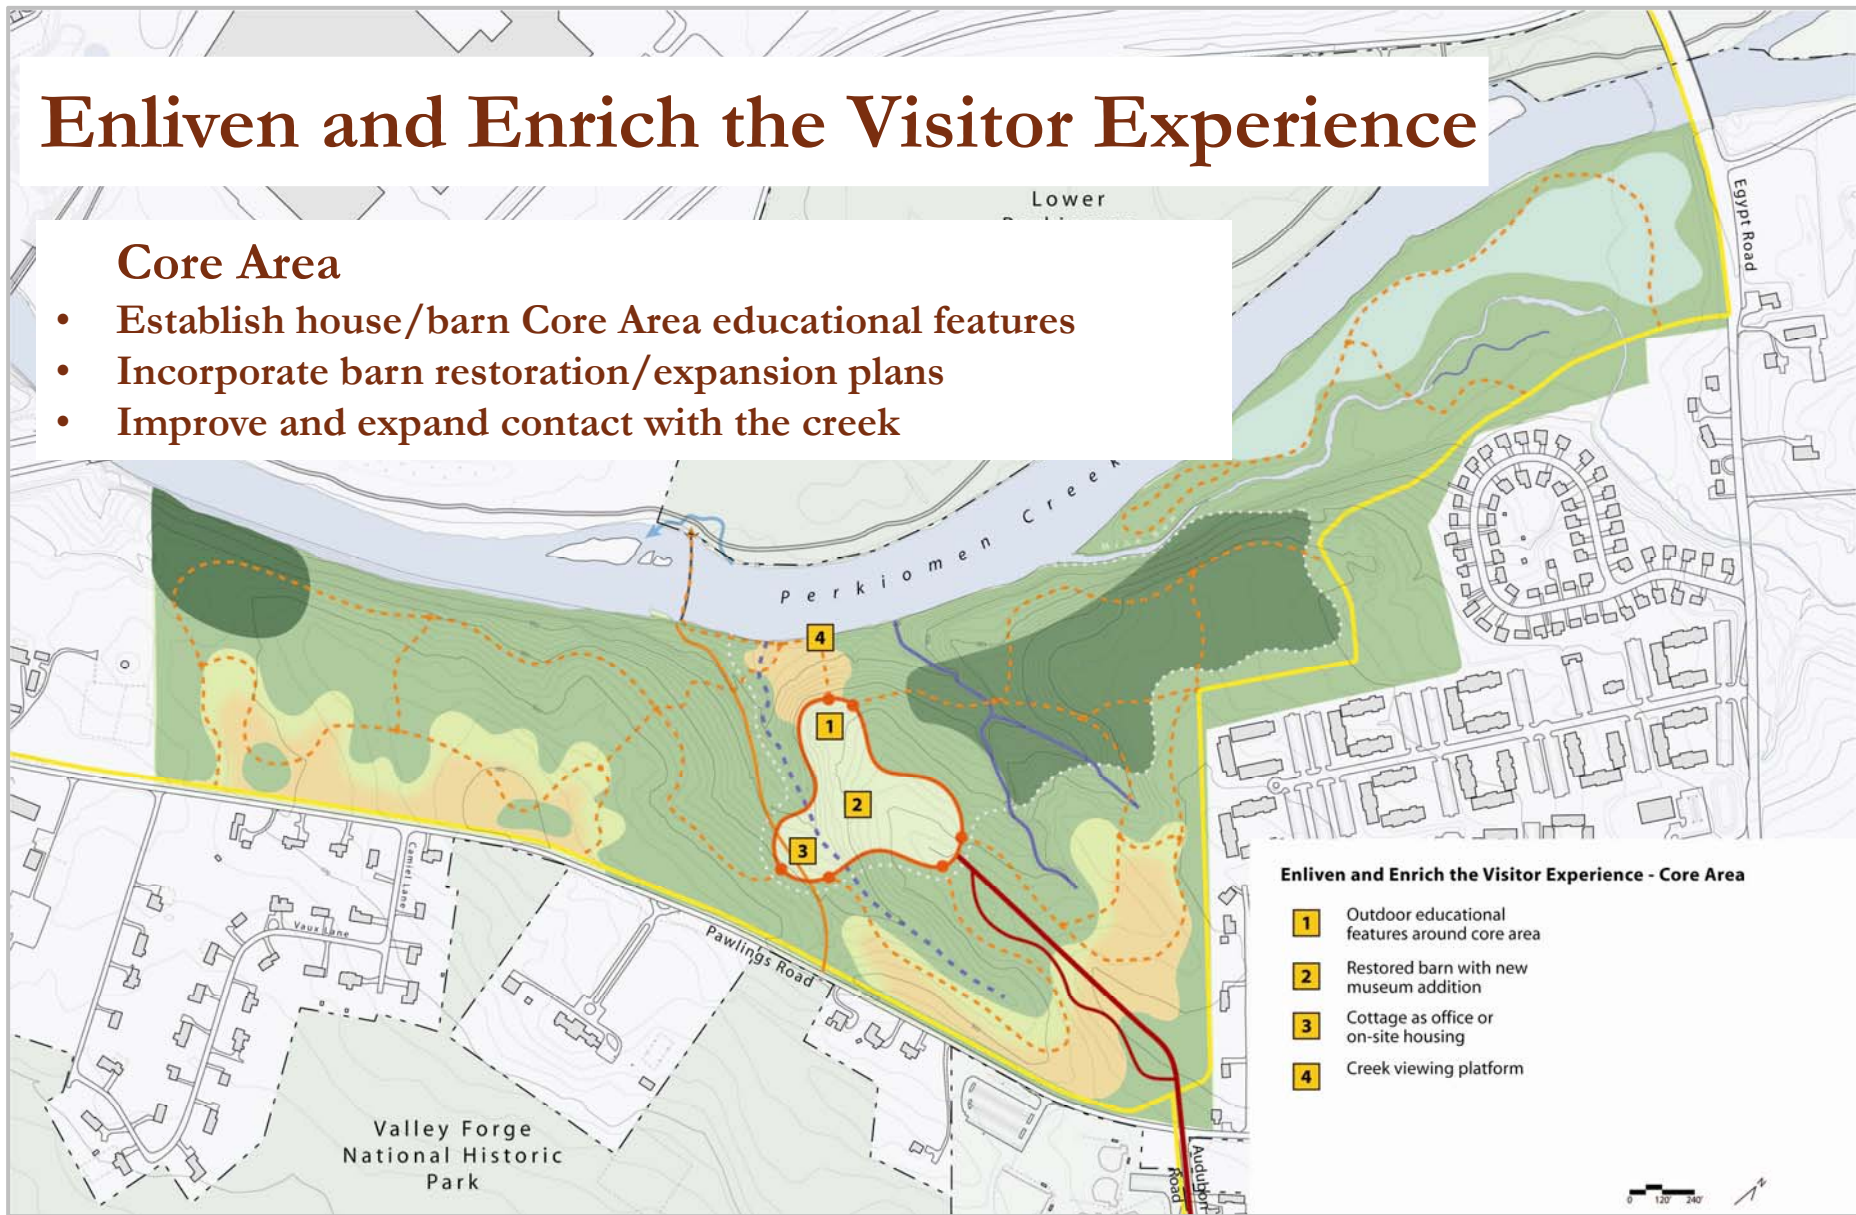 Enliven and Enrich the Visitor Experience
Lower
Core Area
• Establish house/barn Core Area educational features
• Incorporate barn restoration/expansion plans
• Improve and expand contact with the creek
Egypt Road
Perkiomen Creek
4
1
2
3
Camiel Lane
Vaux Lane
Pawlings Road
Valley Forge
National Historic
Park
Audubon
Road
Enliven and Enrich the Visitor Experience - Core Area
1 Outdoor educational
features around core area
2 Restored barn with new
museum addition
3 Cottage as office or
on-site housing
4 Creek viewing platform
0 120' 240'
N